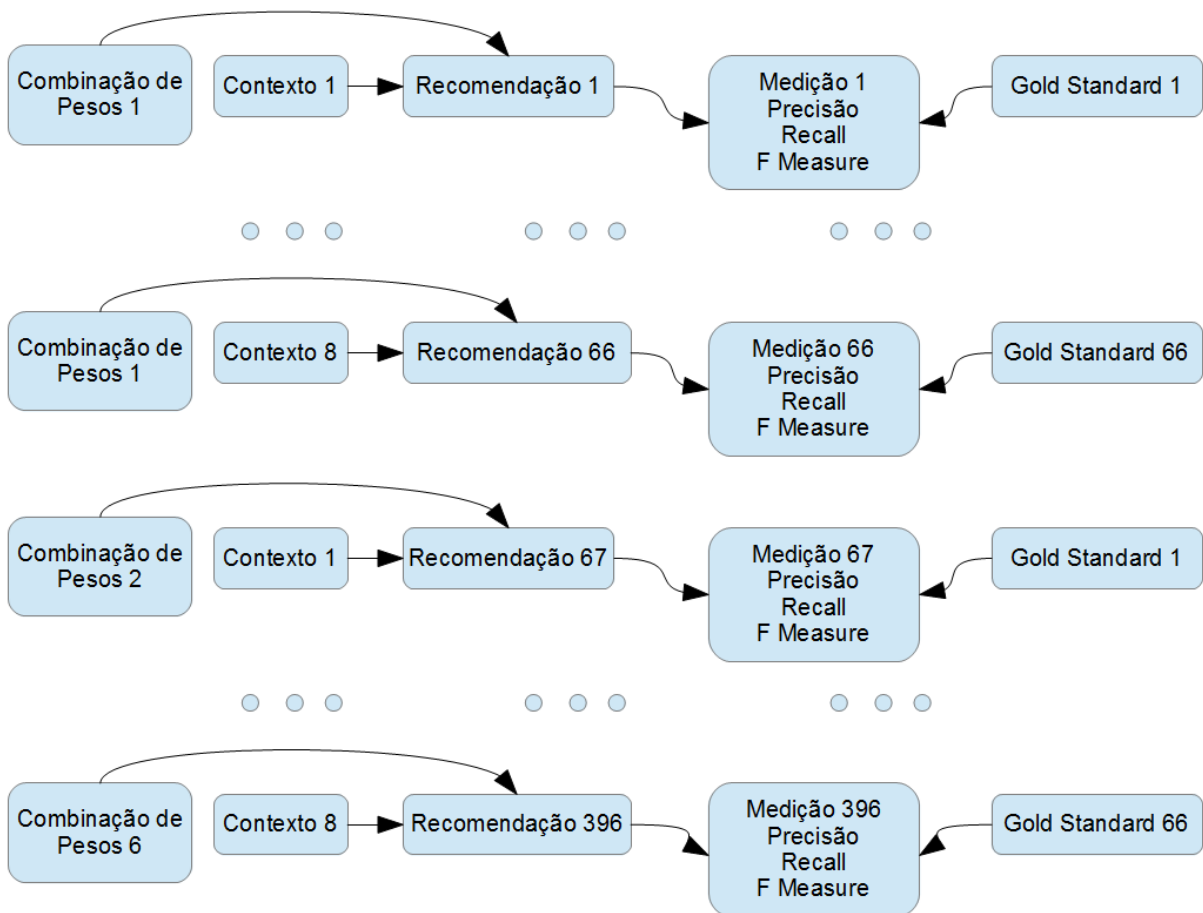 Combinação de
Pesos 1
Contexto 1
Recomendação 1
Medição 1
Precisão
Recall
F Measure
Gold Standard 1
Combinação de
Pesos 1
Contexto 8
Recomendação 66
Medição 66
Precisão
Recall
F Measure
Gold Standard 66
Combinação de
Pesos 2
Contexto 1
Recomendação 67
Medição 67
Precisão
Recall
F Measure
Gold Standard 1
Combinação de
Pesos 6
Contexto 8
Recomendação 396
Medição 396
Precisão
Recall
F Measure
Gold Standard 66